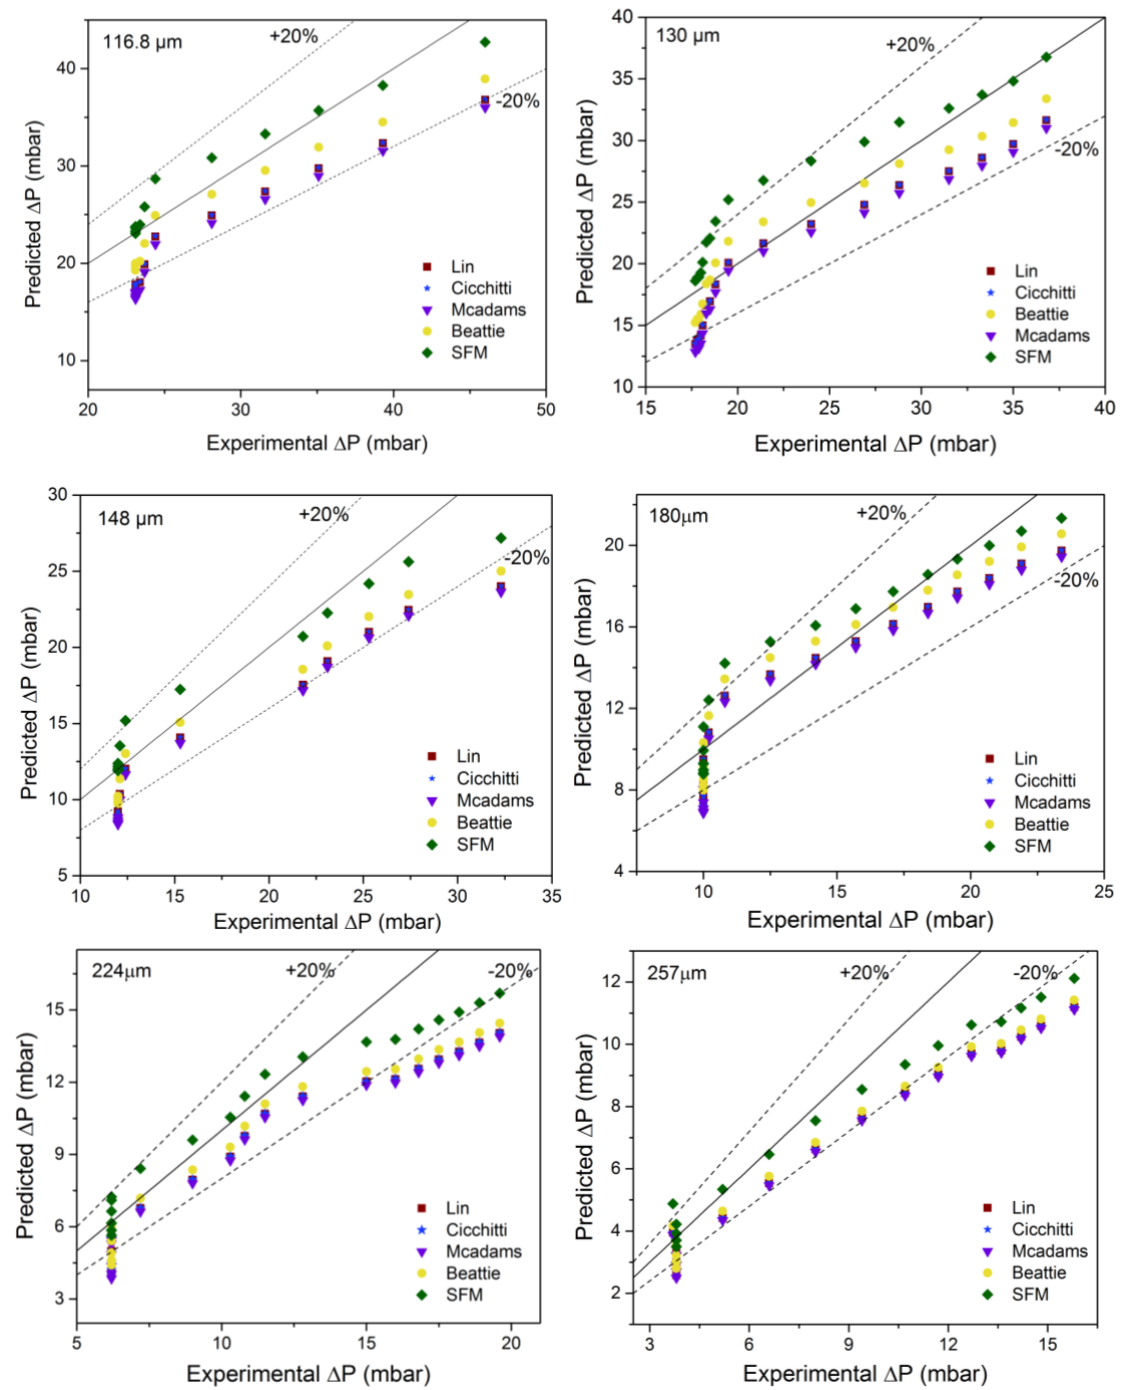 116.8 μm
+20%
-20%
40
30
20
10
Predicted ΔP (mbar)
Lin
Cicchitti
Mcadams
Beattie
SFM
20
30
40
50
Experimental ΔP (mbar)
130 μm
+20%
-20%
40
35
30
25
20
15
10
Predicted ΔP (mbar)
Lin
Cicchitti
Beattie
Mcadams
SFM
15
20
25
30
35
40
Experimental ΔP (mbar)
148 μm
+20%
-20%
30
25
20
15
10
5
Predicted ΔP (mbar)
Lin
Cicchitti
Mcadams
Beattie
SFM
10
15
20
25
30
35
Experimental ΔP (mbar)
180μm
+20%
-20%
20
16
12
8
4
Predicted ΔP (mbar)
Lin
Cicchitti
Mcadams
Beattie
SFM
10
15
20
25
Experimental ΔP (mbar)
224μm
+20%
-20%
15
12
9
6
3
Predicted ΔP (mbar)
Lin
Cicchitti
Mcadams
Beattie
SFM
5
10
15
20
Experimental ΔP (mbar)
257μm
+20%
-20%
12
10
8
6
4
2
Predicted ΔP (mbar)
Lin
Cicchitti
Mcadams
Beattie
SFM
3
6
9
12
15
Experimental ΔP (mbar)